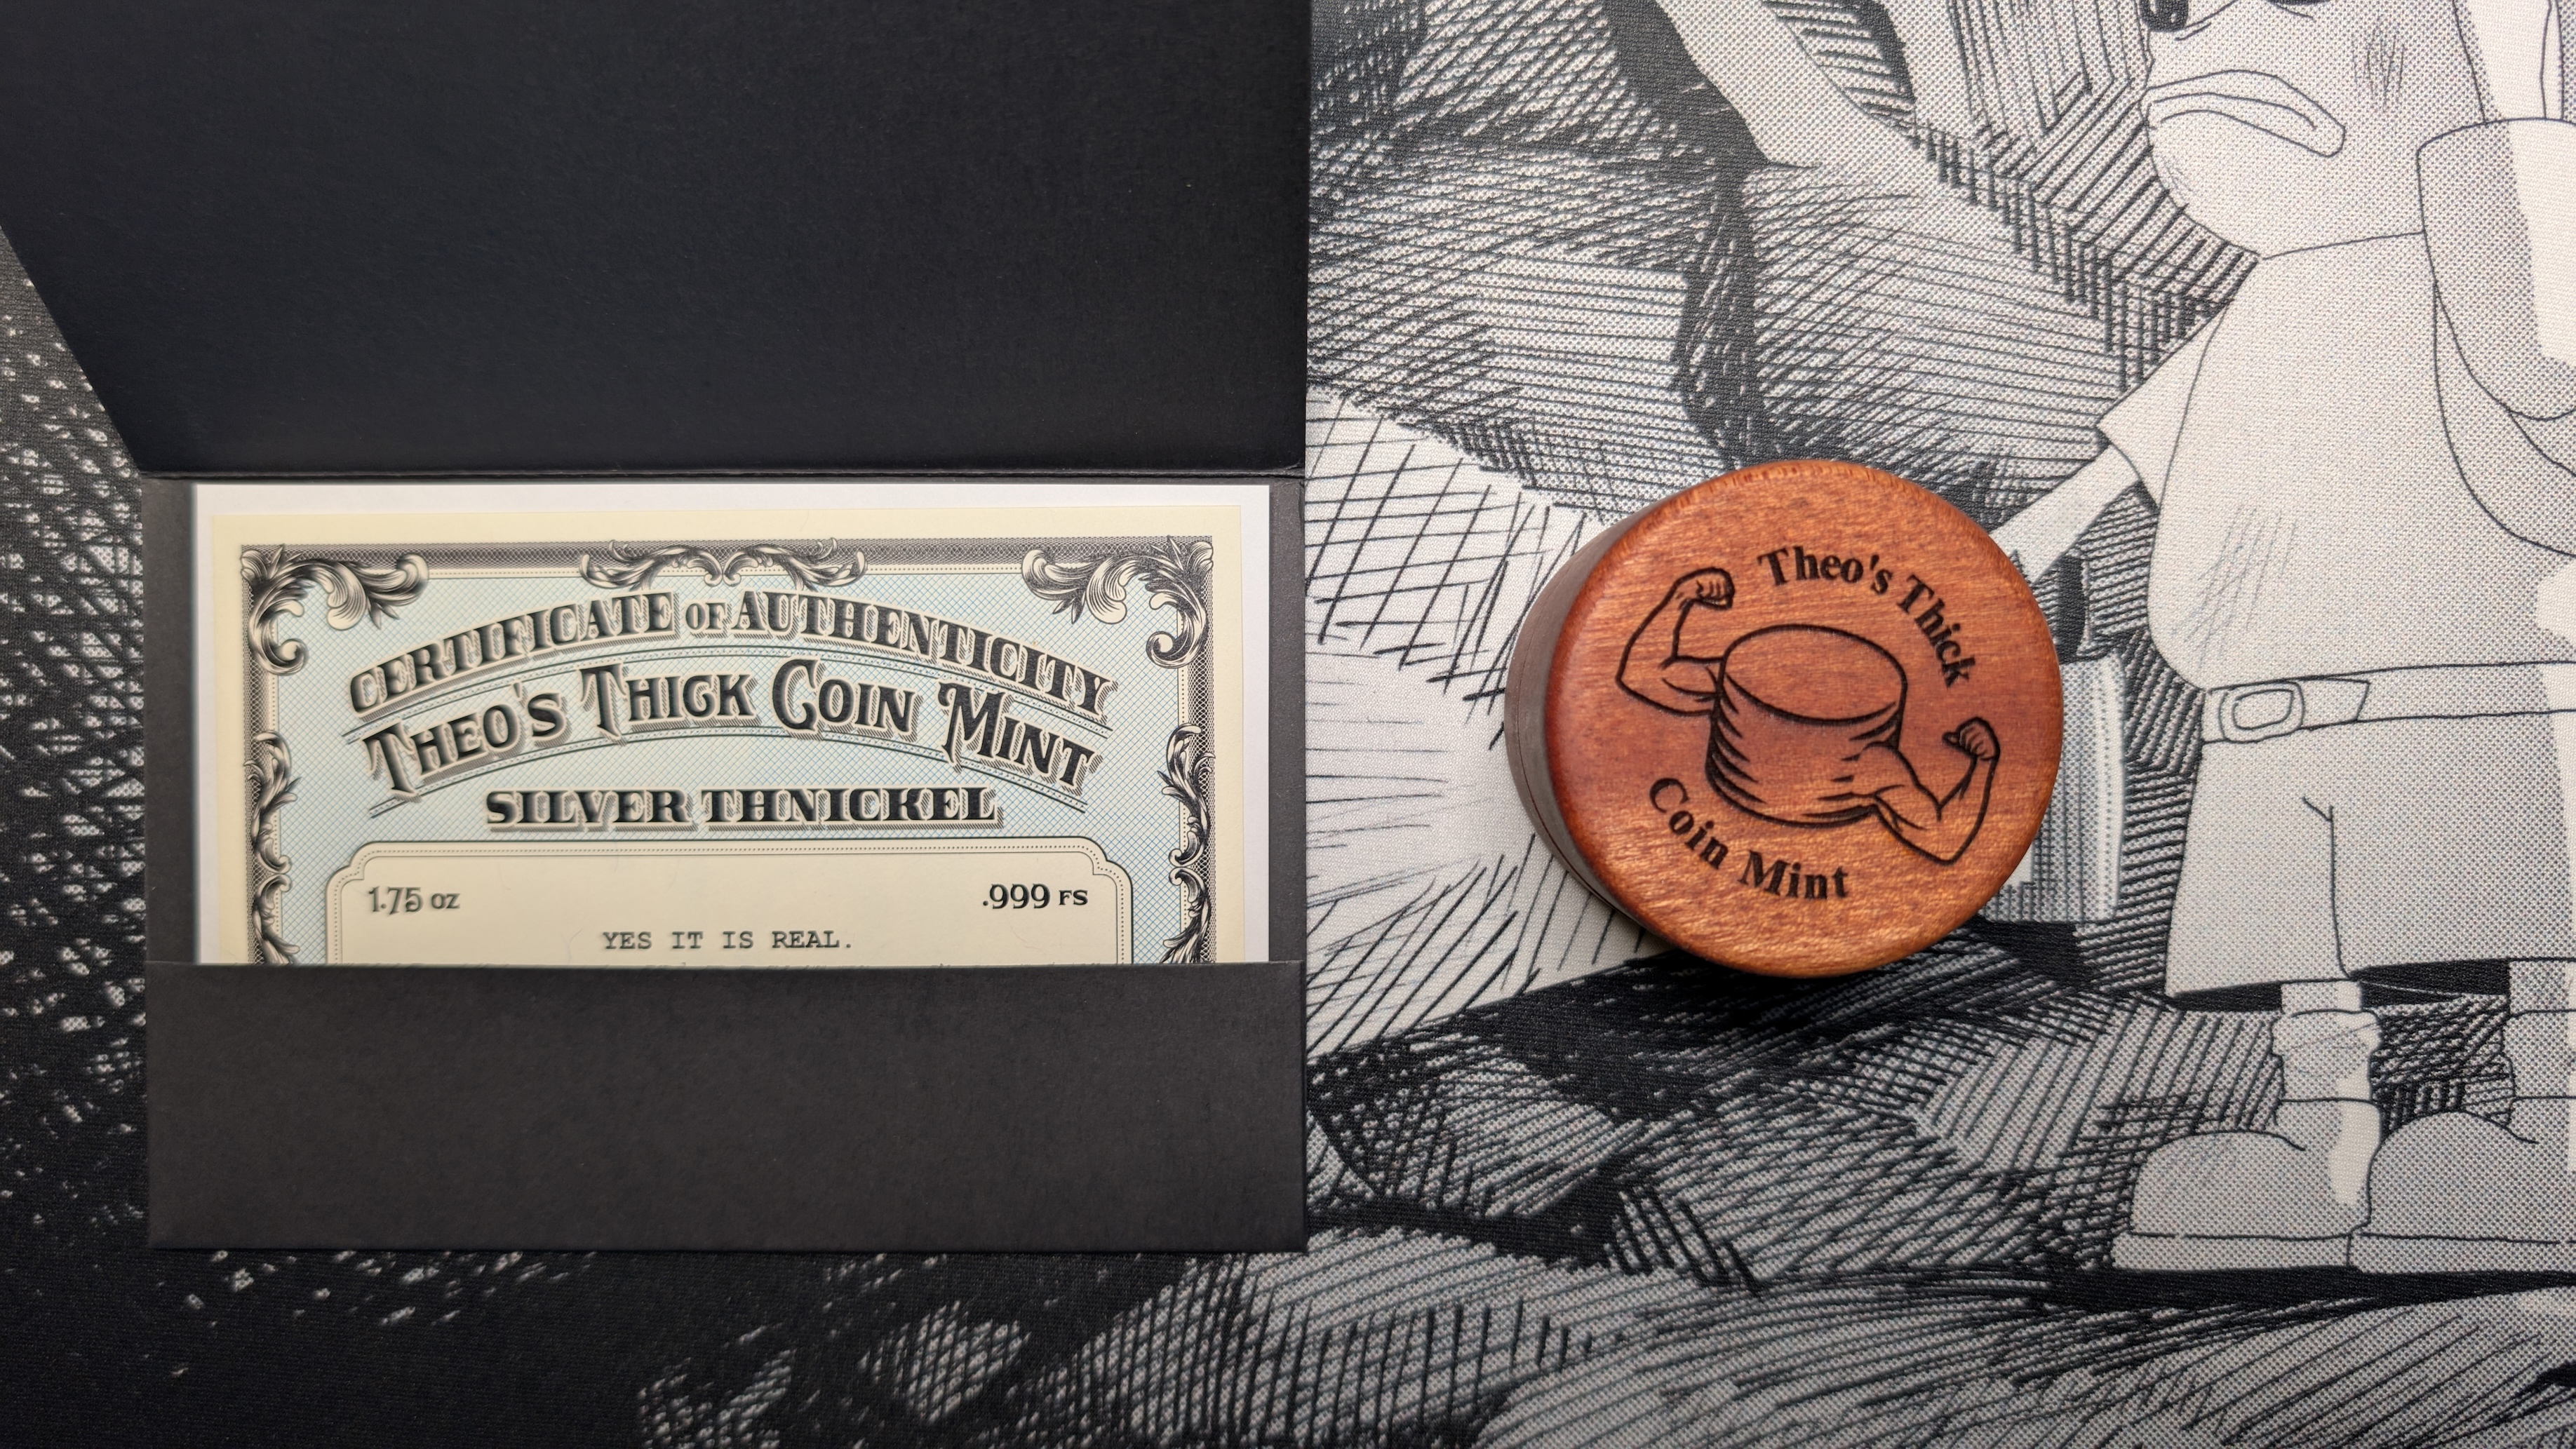 CERTIFICATE OF AUTHENTICITY
THEO'S THICK COIN MINT
SILVER THNICKEL
1.75 OZ
.999 FS
YES IT IS REAL.
Theo's Thick
Coin Mint